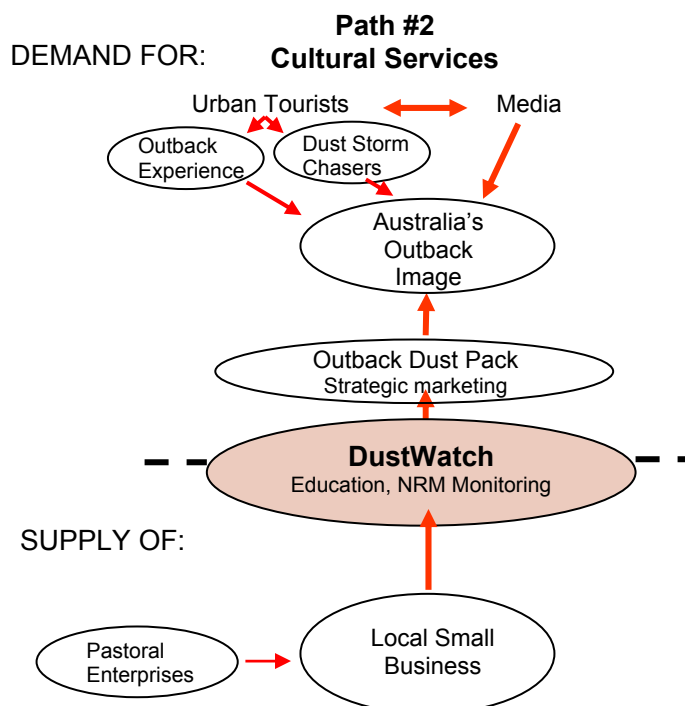 Path #2
DEMAND FOR:
Cultural Services
Urban Tourists
Media
Outback
Experience
Dust Storm
Chasers
Australia's
Outback
Image
Outback Dust Pack
Strategic marketing
DustWatch
Education, NRM Monitoring
SUPPLY OF:
Pastoral
Enterprises
Local Small
Business